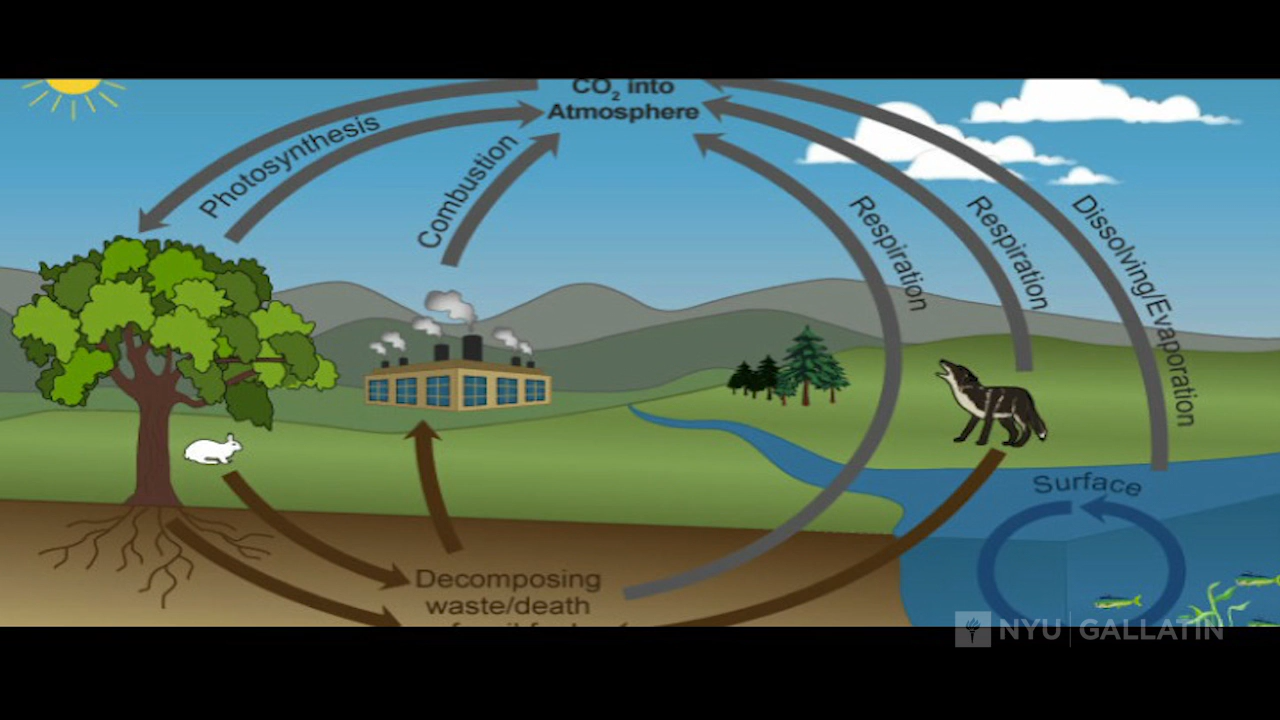 CO₂ into
Atmosphere
Photosynthesis
Combustion
Respiration
Respiration
Dissolving/Evaporation
Surface
Decomposing
waste/death
NYU GALLATIN